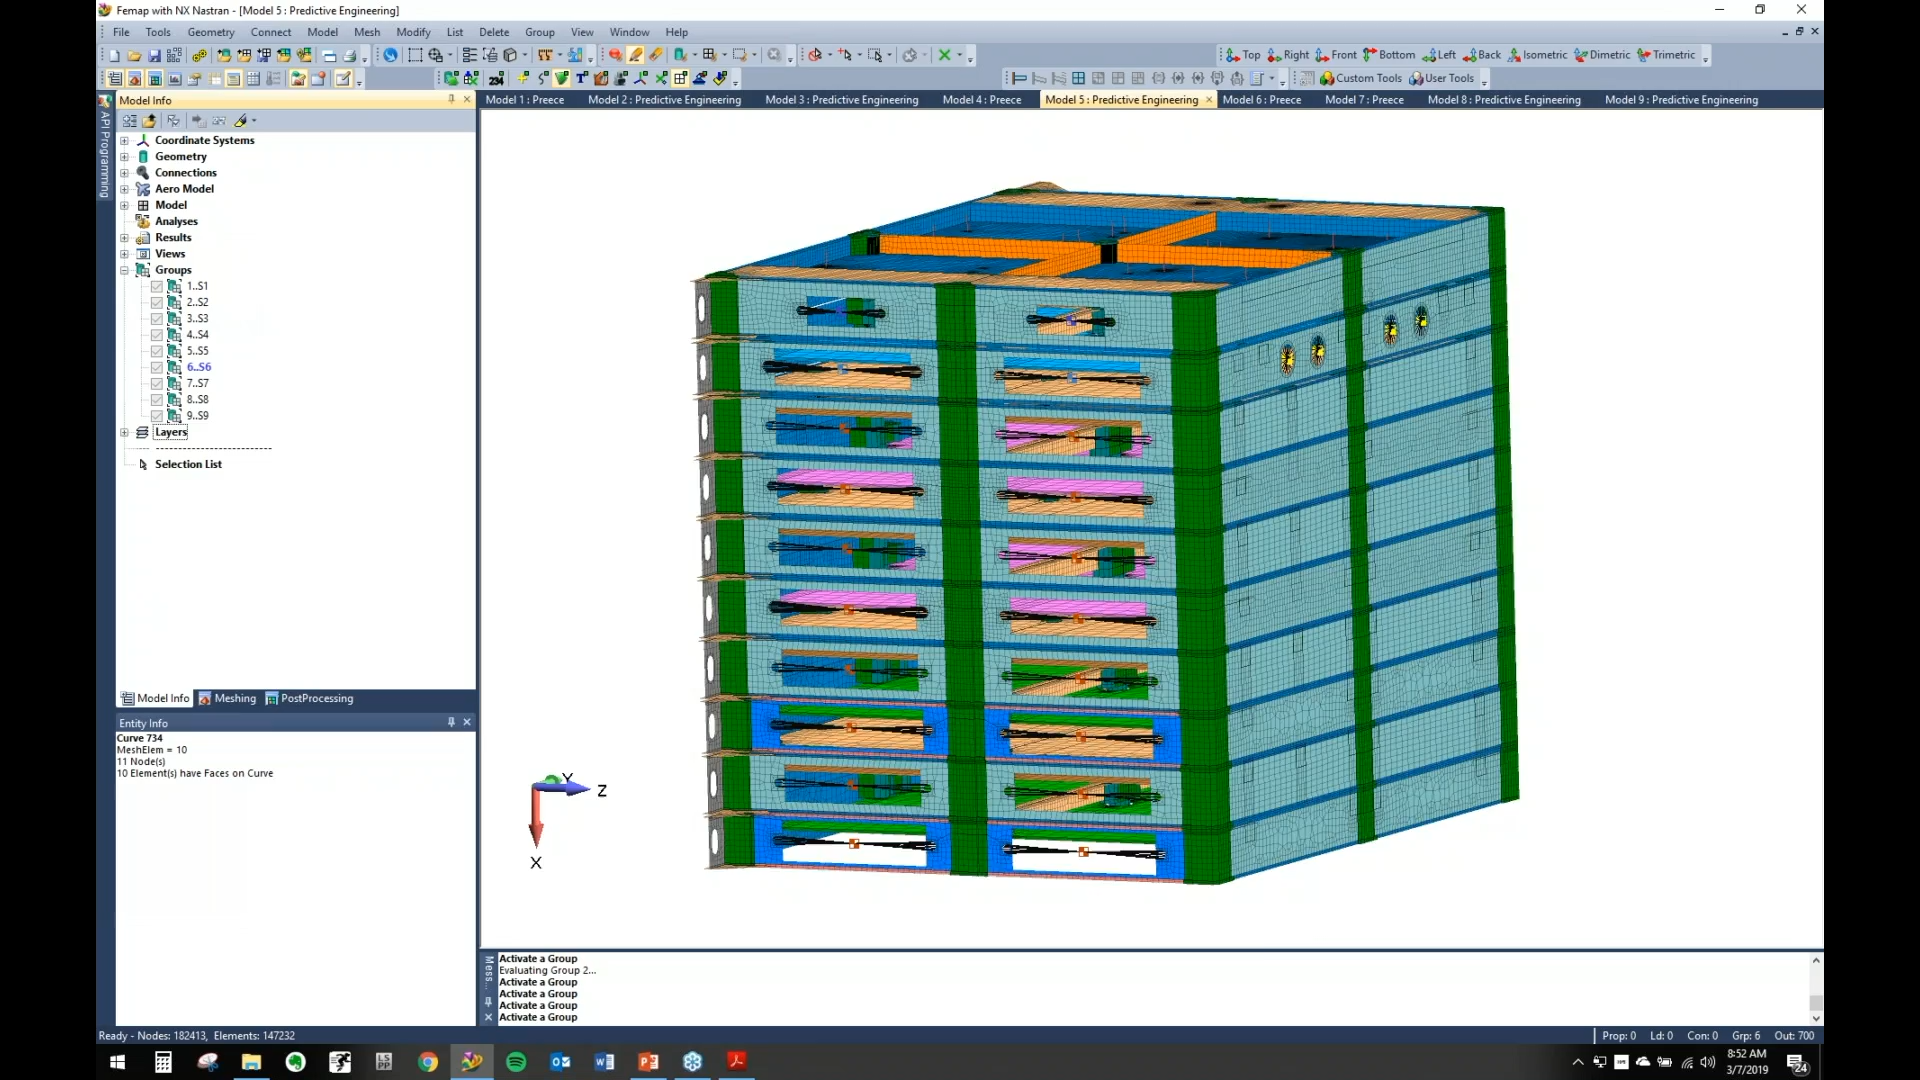 Femap with NX Nastran - [Model 5 : Predictive Engineering]
File Tools Geometry Connect Model Mesh Modify List Delete Group View Window Help
Top Right Front Bottom Left Back Isometric Dimetric Trimetric
234 Custom Tools User Tools
Model Info
Model 1 : Preece Model 2 : Predictive Engineering Model 3 : Predictive Engineering Model 4 : Preece Model 5 : Predictive Engineering Model 6 : Preece Model 7 : Preece Model 8 : Predictive Engineering Model 9 : Predictive Engineering
API Programming
Coordinate Systems
Geometry
Connections
Aero Model
Model
Analyses
Results
Views
Groups
1..S1
2..S2
3..S3
4..S4
5..S5
6..S6
7..S7
8..S8
9..S9
Layers
Selection List
Model Info Meshing PostProcessing
Entity Info
Curve 734
MeshElem = 10
11 Node(s)
10 Element(s) have Faces on Curve
Y
Z
X
Mess...
Activate a Group
Evaluating Group 2...
Activate a Group
Activate a Group
Activate a Group
Activate a Group
Ready - Nodes: 182413, Elements: 147232
Prop: 0 Ld: 0 Con: 0 Grp: 6 Out: 700
LS
PP
8:52 AM
3/7/2019
24